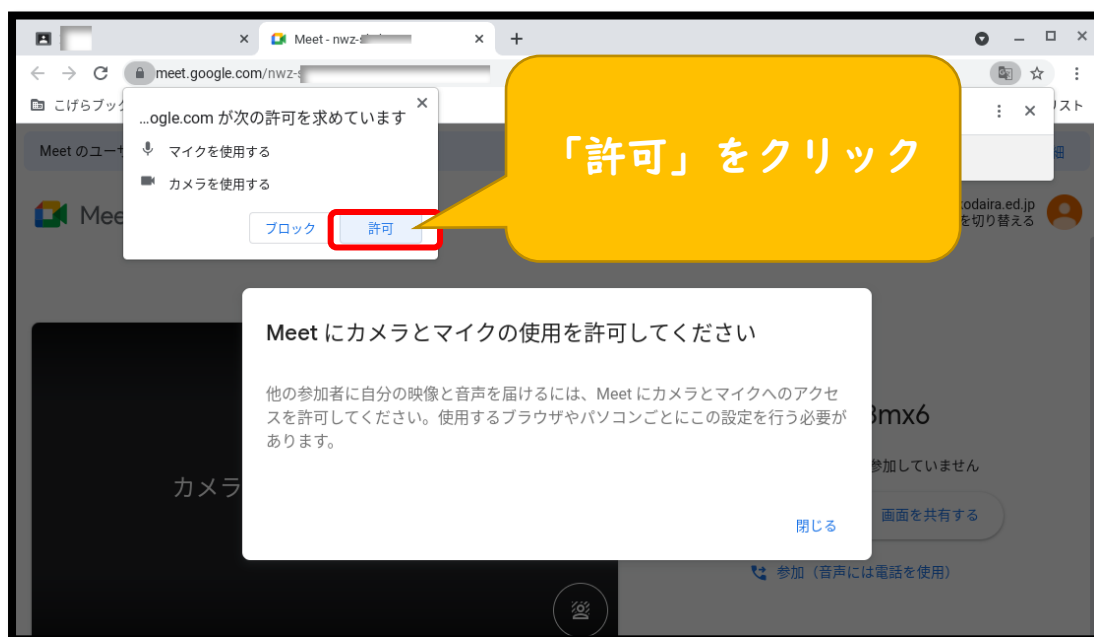 Meet - nwz-
meet.google.com/nwz-
こげらブック
リスト
...ogle.com が次の許可を求めています
マイクを使用する
カメラを使用する
ブロック
許可
「許可」をクリック
Meet のユー
細
Mee
kodaira.ed.jp
を切り替える
Meet にカメラとマイクの使用を許可してください
他の参加者に自分の映像と音声を届けるには、Meet にカメラとマイクへのアクセ
スを許可してください。使用するブラウザやパソコンごとにこの設定を行う必要が
あります。
閉じる
カメラ
3mx6
参加していません
画面を共有する
参加（音声には電話を使用）